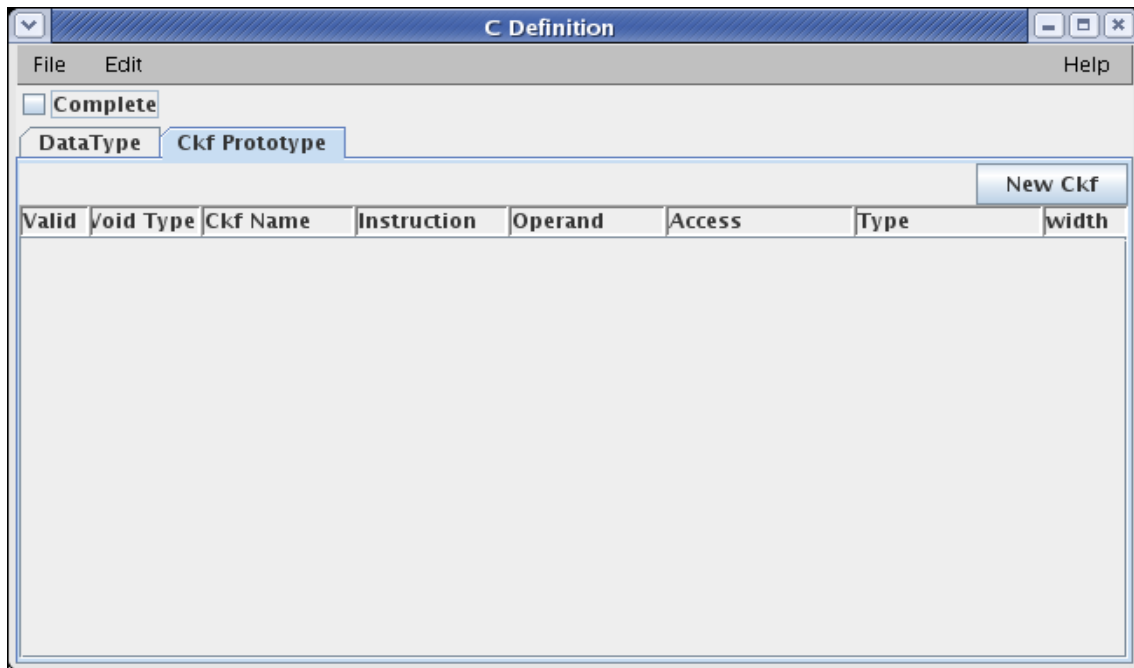 C Definition
File Edit Help
Complete
DataType Ckf Prototype
New Ckf
Valid Void Type Ckf Name Instruction Operand Access Type width